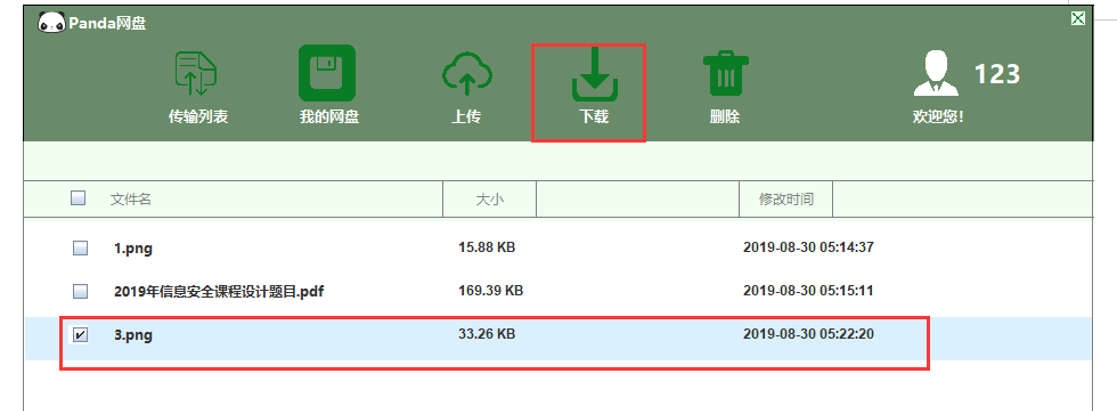 Panda网盘
传输列表 我的网盘 上传 下载 删除 123
欢迎您!
文件名 大小 修改时间
1.png 15.88 KB 2019-08-30 05:14:37
2019年信息安全课程设计题目.pdf 169.39 KB 2019-08-30 05:15:11
3.png 33.26 KB 2019-08-30 05:22:20